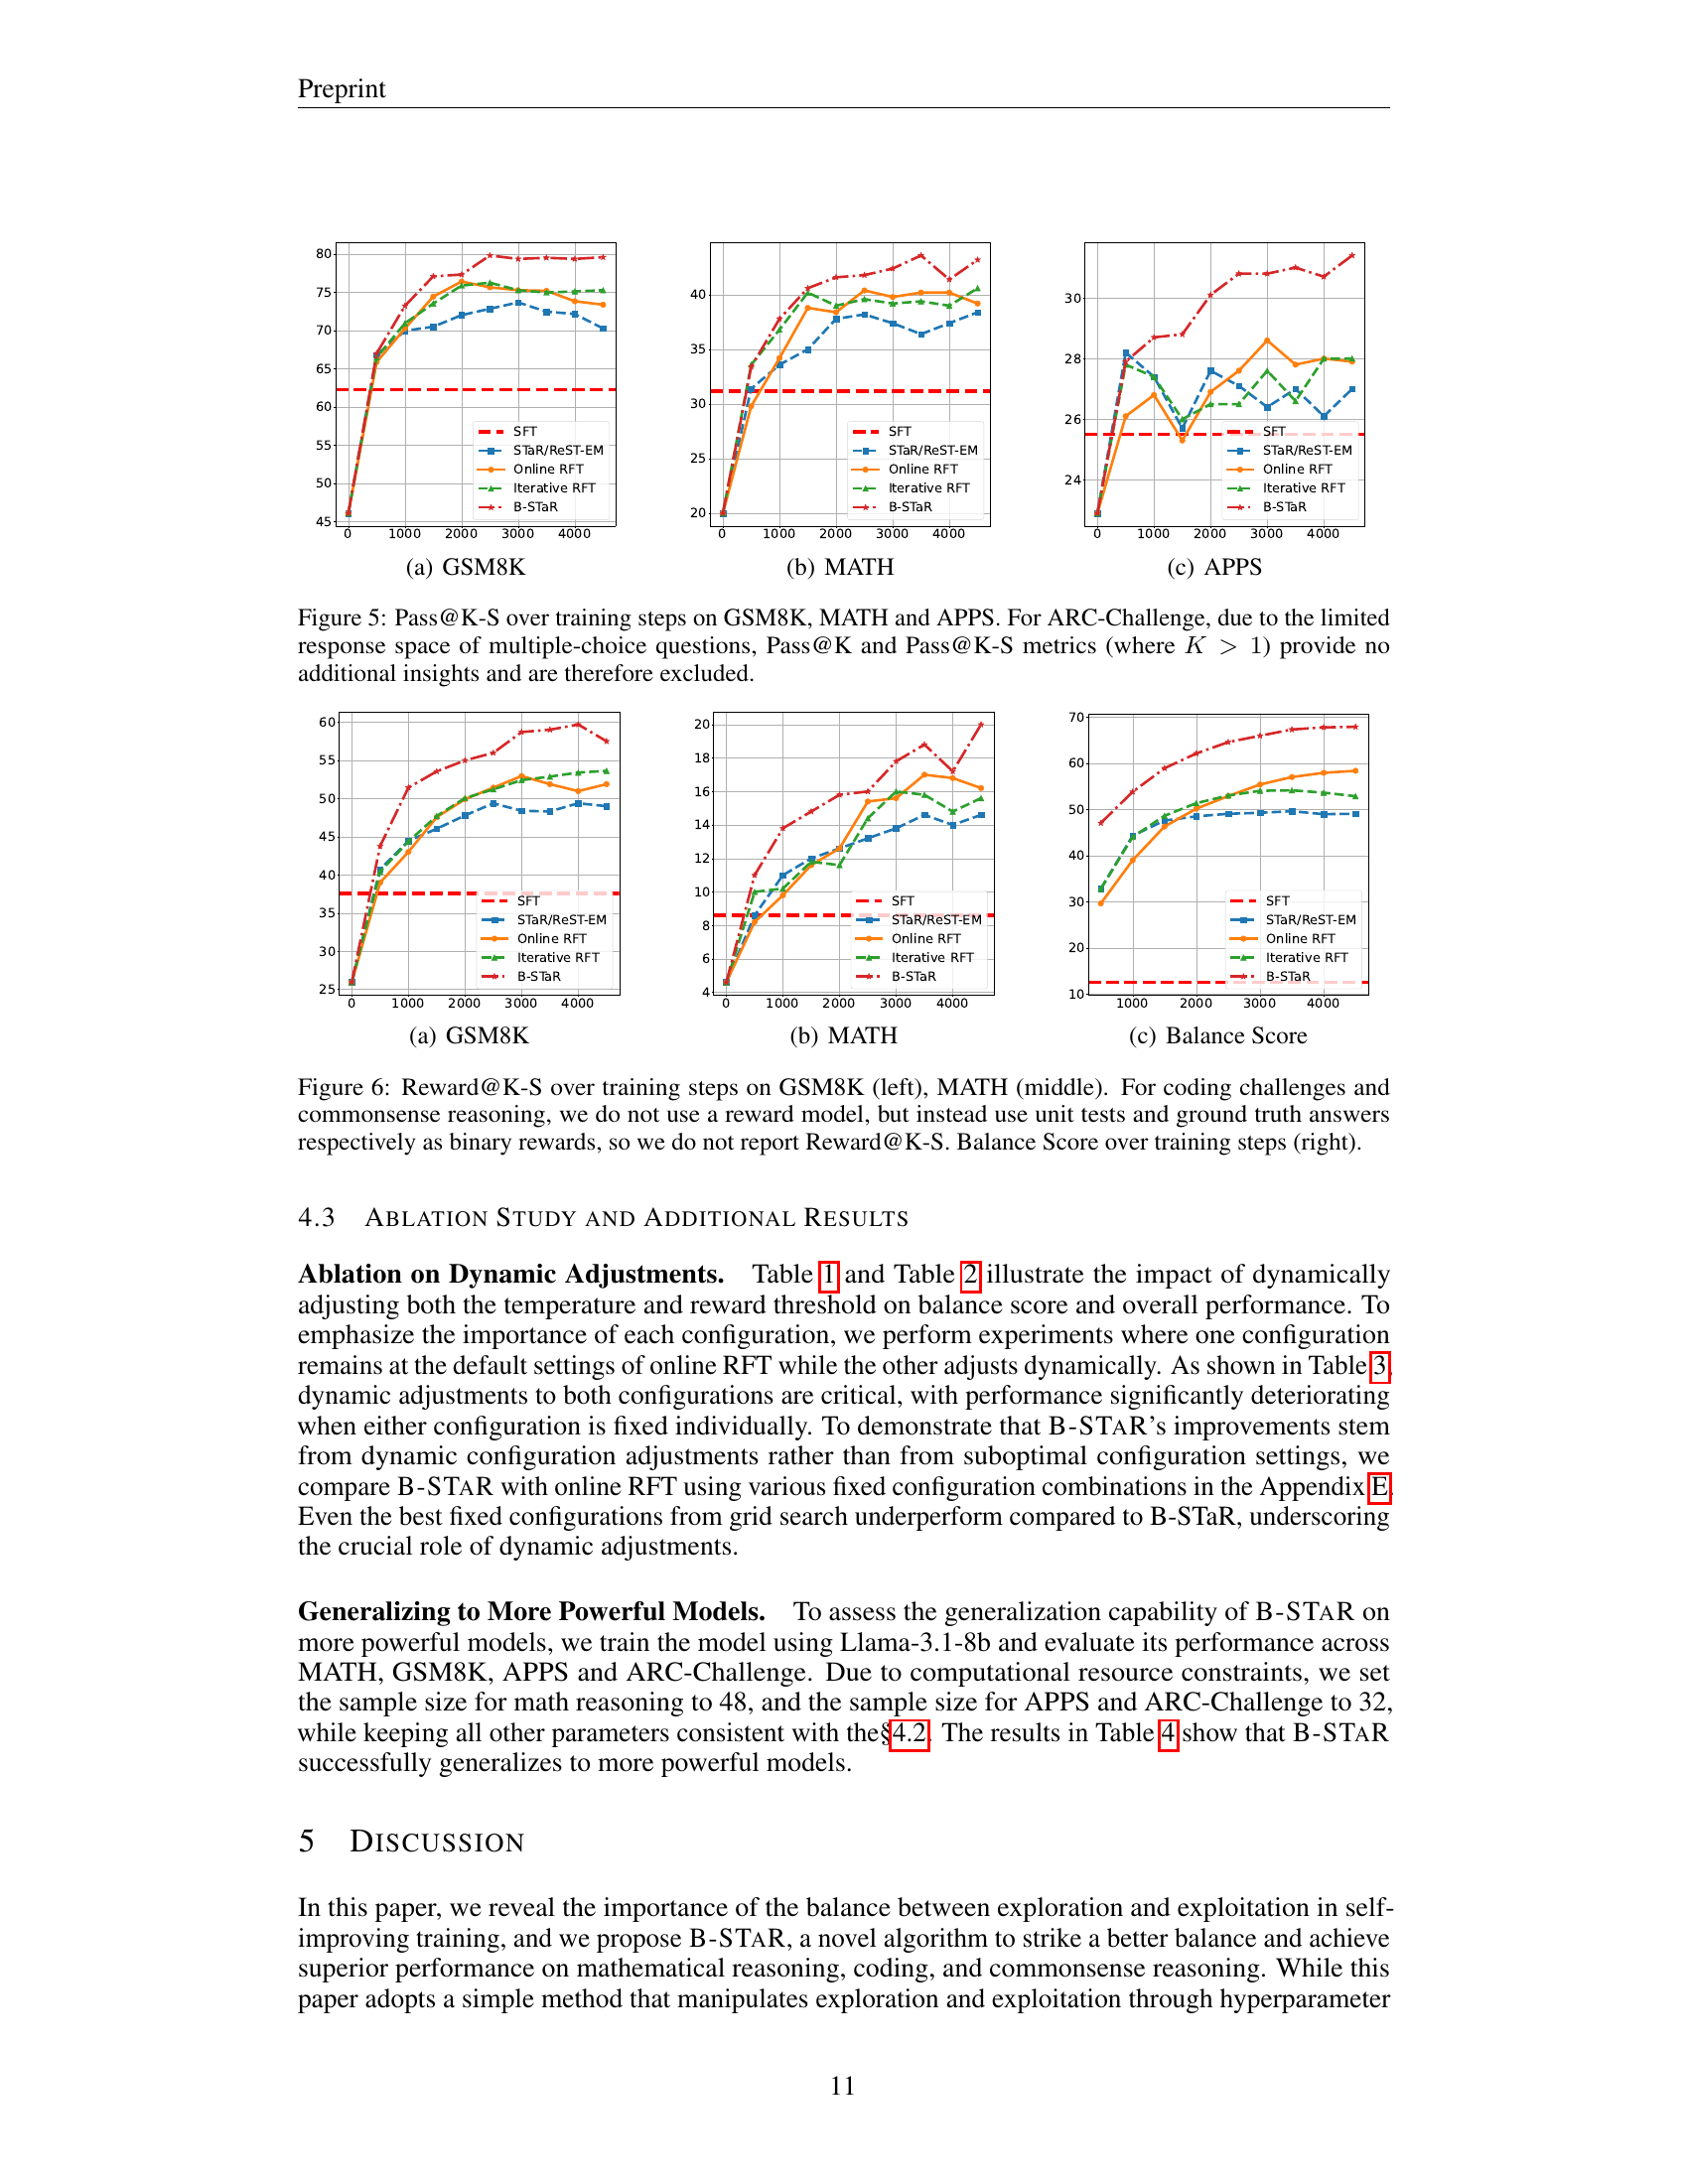 Preprint
80
75
70
65
60
55
50
45
0 1000 2000 3000 4000
SFT
STaR/ReST-EM
Online RFT
Iterative RFT
B-STaR
(a) GSM8K
40
35
30
25
20
0 1000 2000 3000 4000
SFT
STaR/ReST-EM
Online RFT
Iterative RFT
B-STaR
(b) MATH
30
28
26
24
0 1000 2000 3000 4000
SFT
STaR/ReST-EM
Online RFT
Iterative RFT
B-STaR
(c) APPS
Figure 5: Pass@K-S over training steps on GSM8K, MATH and APPS. For ARC-Challenge, due to the limited
response space of multiple-choice questions, Pass@K and Pass@K-S metrics (where K > 1) provide no
additional insights and are therefore excluded.
60
55
50
45
40
35
30
25
0 1000 2000 3000 4000
SFT
STaR/ReST-EM
Online RFT
Iterative RFT
B-STaR
(a) GSM8K
20
18
16
14
12
10
8
6
4
0 1000 2000 3000 4000
SFT
STaR/ReST-EM
Online RFT
Iterative RFT
B-STaR
(b) MATH
70
60
50
40
30
20
10
1000 2000 3000 4000
SFT
STaR/ReST-EM
Online RFT
Iterative RFT
B-STaR
(c) Balance Score
Figure 6: Reward@K-S over training steps on GSM8K (left), MATH (middle). For coding challenges and
commonsense reasoning, we do not use a reward model, but instead use unit tests and ground truth answers
respectively as binary rewards, so we do not report Reward@K-S. Balance Score over training steps (right).
4.3 ABLATION STUDY AND ADDITIONAL RESULTS
Ablation on Dynamic Adjustments. Table 1 and Table 2 illustrate the impact of dynamically
adjusting both the temperature and reward threshold on balance score and overall performance. To
emphasize the importance of each configuration, we perform experiments where one configuration
remains at the default settings of online RFT while the other adjusts dynamically. As shown in Table 3,
dynamic adjustments to both configurations are critical, with performance significantly deteriorating
when either configuration is fixed individually. To demonstrate that B-STAR's improvements stem
from dynamic configuration adjustments rather than from suboptimal configuration settings, we
compare B-STAR with online RFT using various fixed configuration combinations in the Appendix E.
Even the best fixed configurations from grid search underperform compared to B-STaR, underscoring
the crucial role of dynamic adjustments.
Generalizing to More Powerful Models. To assess the generalization capability of B-STAR on
more powerful models, we train the model using Llama-3.1-8b and evaluate its performance across
MATH, GSM8K, APPS and ARC-Challenge. Due to computational resource constraints, we set
the sample size for math reasoning to 48, and the sample size for APPS and ARC-Challenge to 32,
while keeping all other parameters consistent with the§4.2. The results in Table 4 show that B-STAR
successfully generalizes to more powerful models.
5 DISCUSSION
In this paper, we reveal the importance of the balance between exploration and exploitation in self-
improving training, and we propose B-STAR, a novel algorithm to strike a better balance and achieve
superior performance on mathematical reasoning, coding, and commonsense reasoning. While this
paper adopts a simple method that manipulates exploration and exploitation through hyperparameter
11